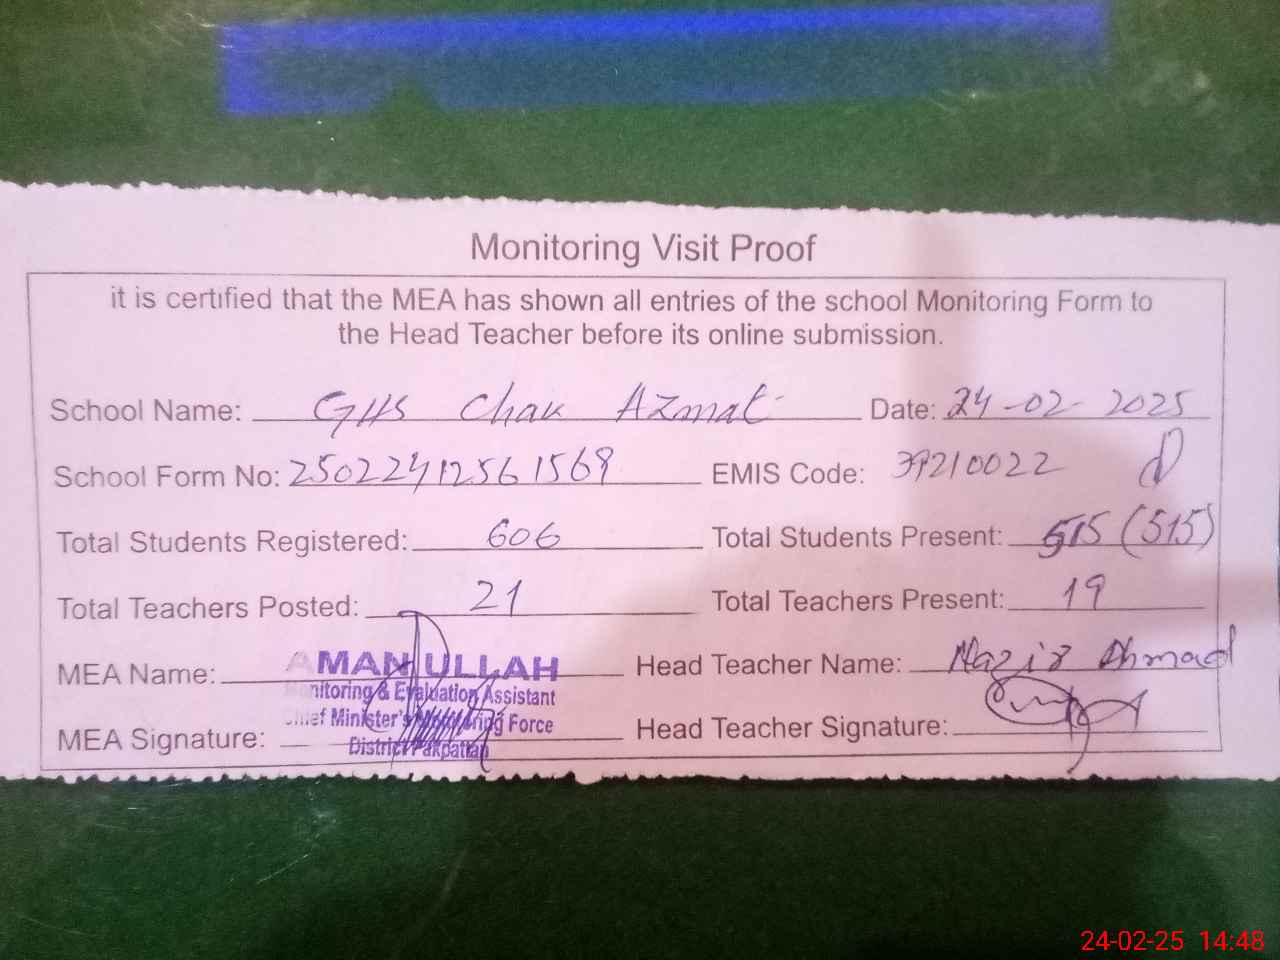 Monitoring Visit Proof
it is certified that the MEA has shown all entries of the school Monitoring Form to
the Head Teacher before its online submission.
School Name: GHS Chak Azmat Date: 24-02-2025
School Form No: 25022412561568 EMIS Code: 39210022
Total Students Registered: 606 Total Students Present: 515 (515)
Total Teachers Posted: 21 Total Teachers Present: 19
MEA Name: AMAN ULLAH Head Teacher Name: Nazir Ahmad
Monitoring & Evaluation Assistant
Chief Minister's Monitoring Force
MEA Signature: Head Teacher Signature:
District Pakpattan
24-02-25 14:48